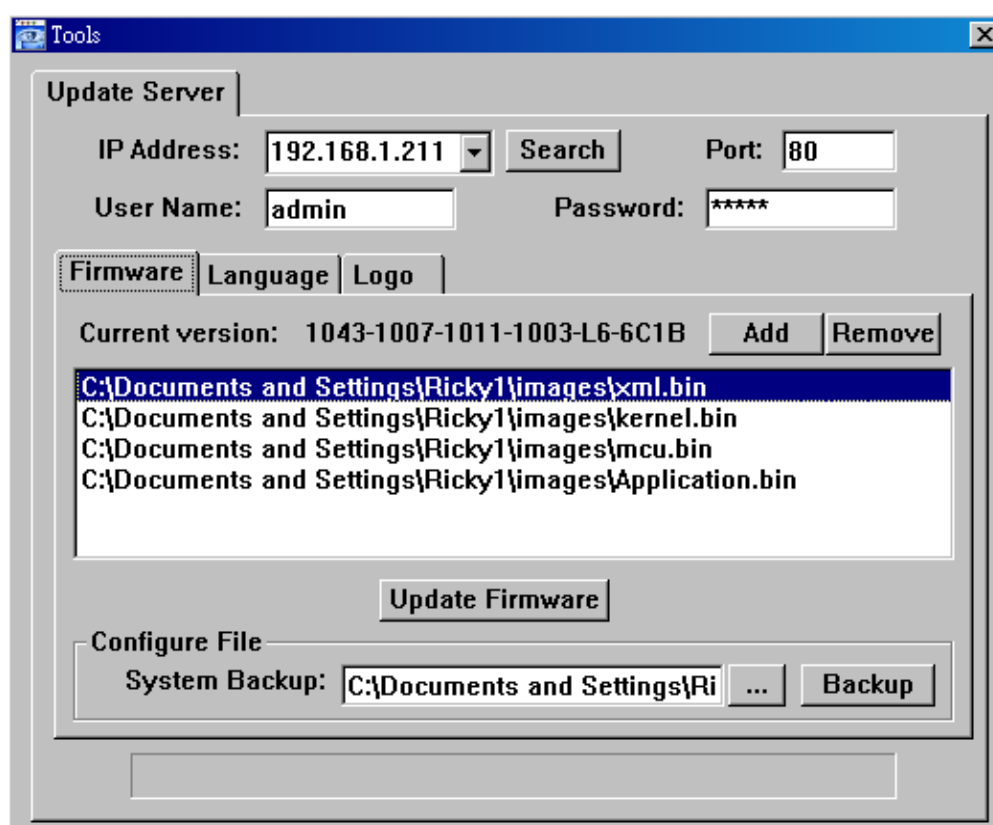 Tools
Update Server
IP Address: 192.168.1.211 Search Port: 80
User Name: admin Password: *****
Firmware Language Logo
Current version: 1043-1007-1011-1003-L6-6C1B Add Remove
C:\Documents and Settings\Ricky1\images\xml.bin
C:\Documents and Settings\Ricky1\images\kernel.bin
C:\Documents and Settings\Ricky1\images\mcu.bin
C:\Documents and Settings\Ricky1\images\Application.bin
Update Firmware
Configure File
System Backup: C:\Documents and Settings\Ri ... Backup